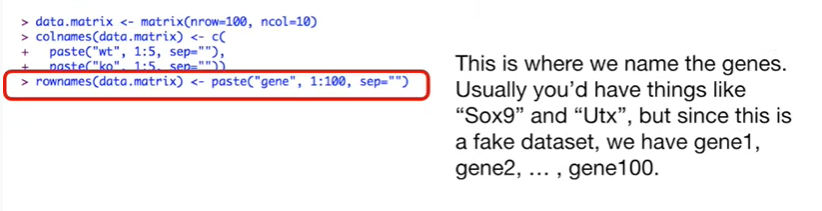 > data.matrix <- matrix(nrow=100, ncol=10)
> colnames(data.matrix) <- c(
+   paste("wt", 1:5, sep=""),
+   paste("ko", 1:5, sep=""))
> rownames(data.matrix) <- paste("gene", 1:100, sep="")
This is where we name the genes.
Usually you’d have things like
“Sox9” and “Utx”, but since this is
a fake dataset, we have gene1,
gene2, … , gene100.